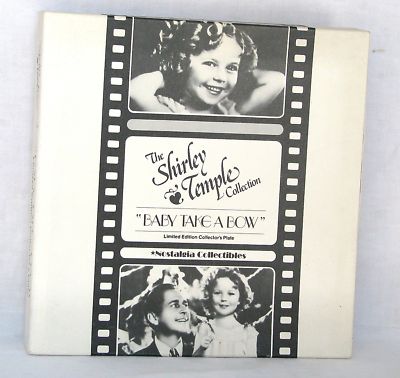 The
Shirley
Temple
Collection
"BABY TAKE A BOW"
Limited Edition Collector's Plate
★Nostalgia Collectibles